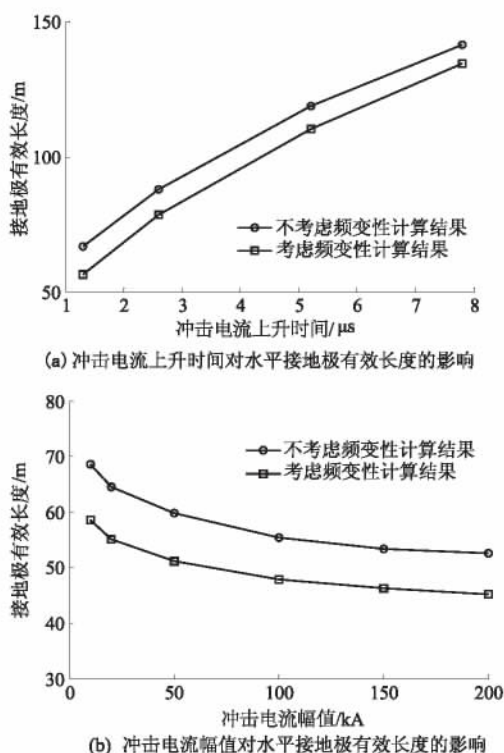 150
100
50
接地极有效长度/m
不考虑频变性计算结果
考虑频变性计算结果
1 2 3 4 5 6 7 8
冲击电流上升时间/μs
(a) 冲击电流上升时间对水平接地极有效长度的影响
80
70
60
50
40
30
接地极有效长度/m
不考虑频变性计算结果
考虑频变性计算结果
0 50 100 150 200
冲击电流幅值/kA
(b) 冲击电流幅值对水平接地极有效长度的影响